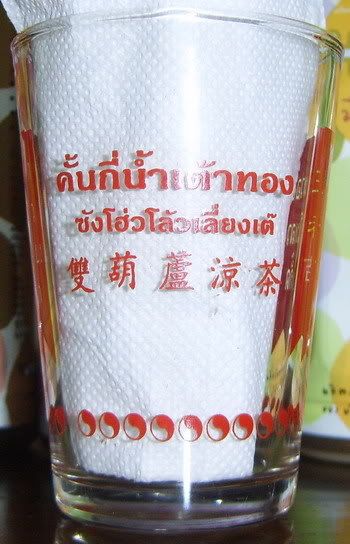 คั้นกี่น้ำเต้าทอง
ซังโฮ่วโล้วเลี่ยงเต๊
雙葫蘆涼茶